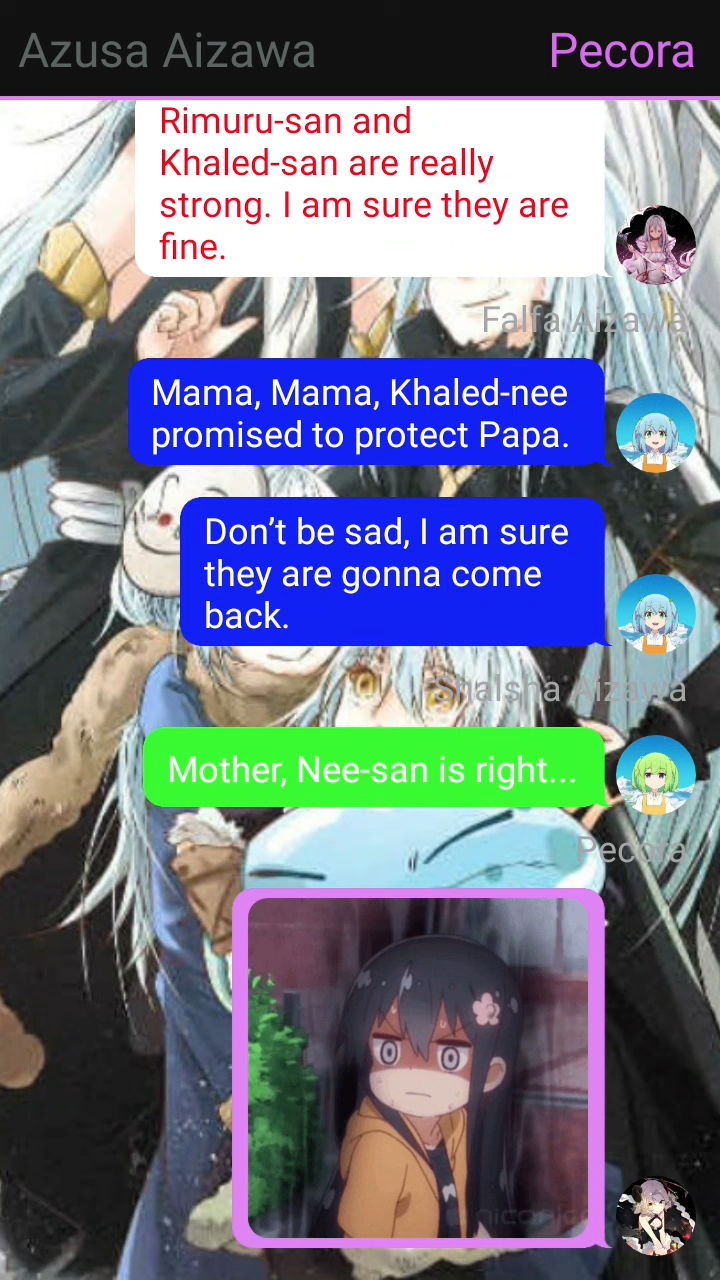 Azusa Aizawa
Pecora
Rimuru-san and
Khaled-san are really
strong. I am sure they are
fine.
Falfa Aizawa
Mama, Mama, Khaled-nee
promised to protect Papa.
Don’t be sad, I am sure
they are gonna come
back.
Shalsha Aizawa
Mother, Nee-san is right...
Pecora